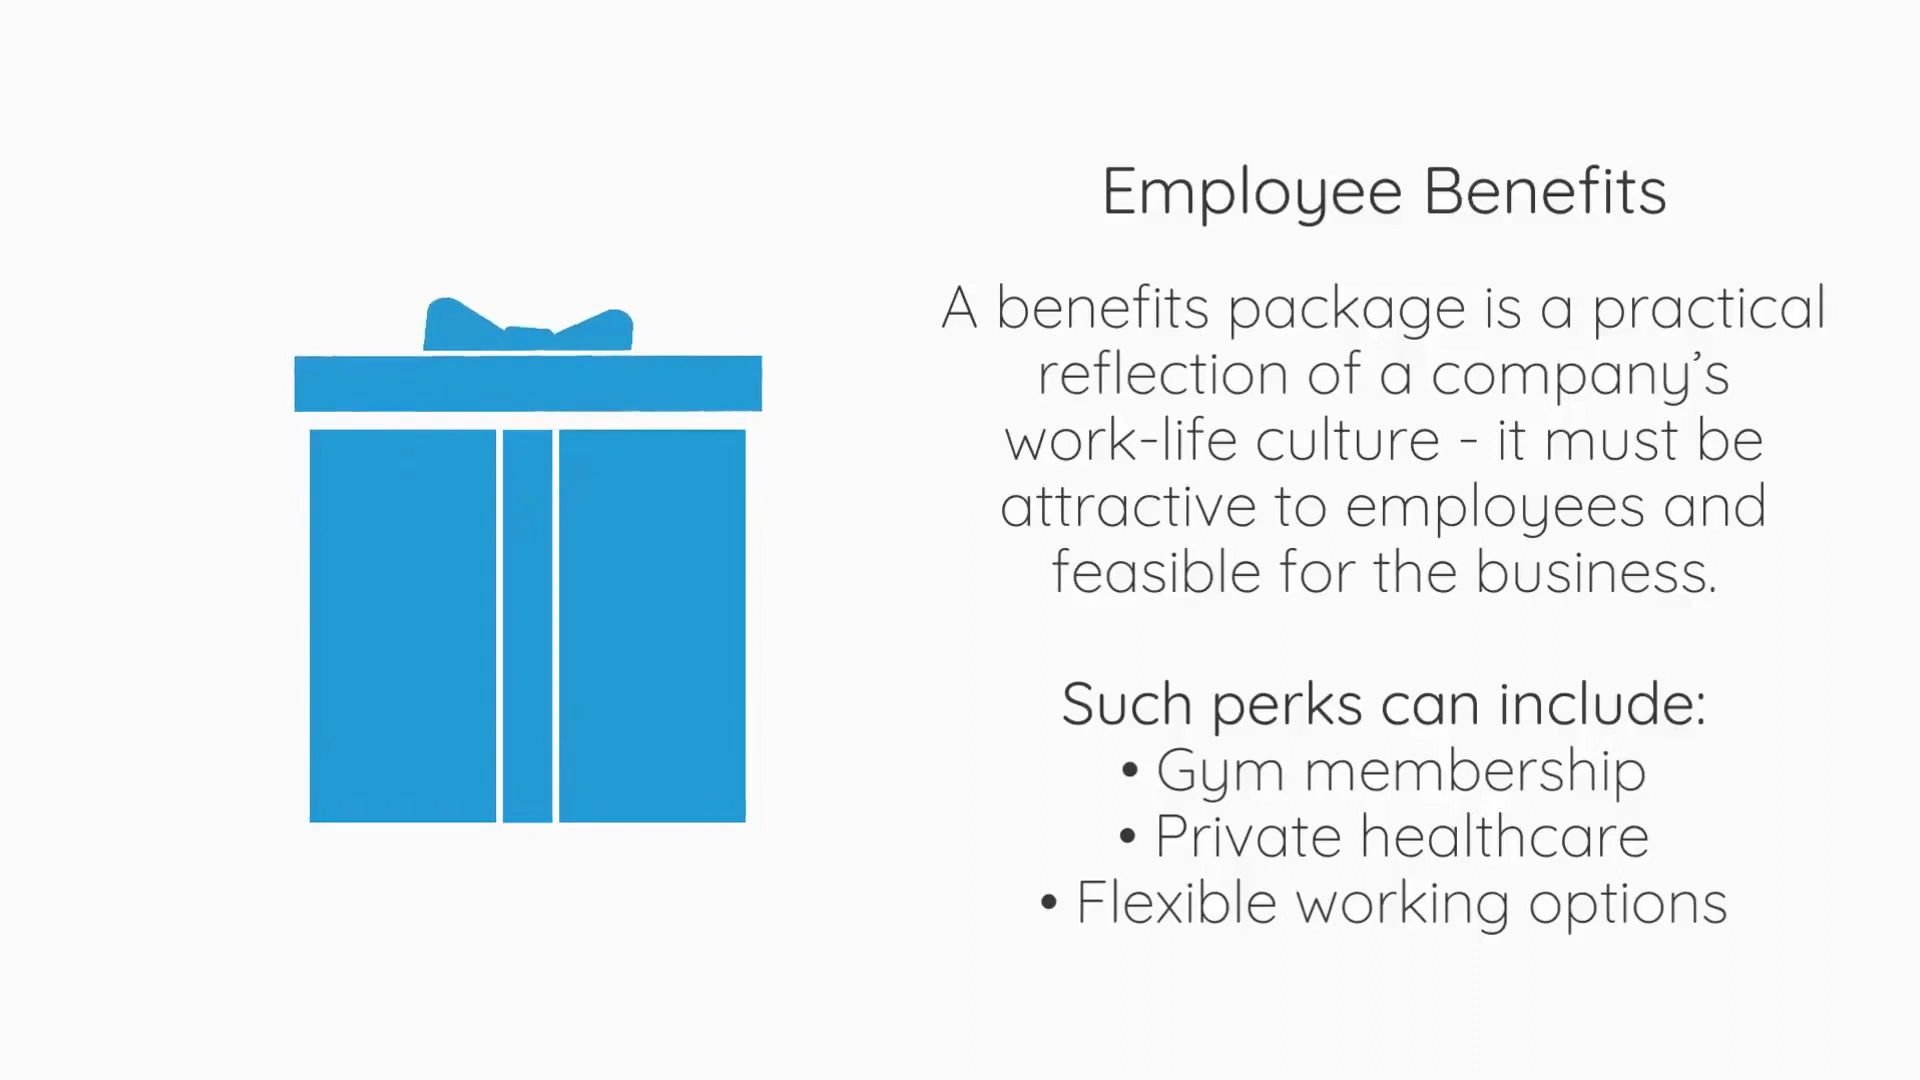 Employee Benefits
A benefits package is a practical
reflection of a company’s
work-life culture - it must be
attractive to employees and
feasible for the business.
Such perks can include:
• Gym membership
• Private healthcare
• Flexible working options